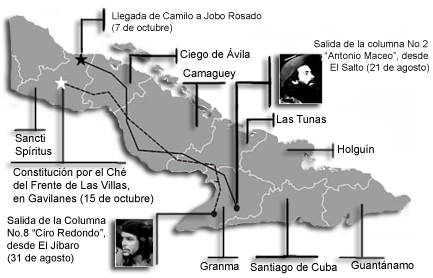 Llegada de Camilo a Jobo Rosado
(7 de octubre)
Salida de la columna No.2
"Antonio Maceo", desde
El Salto (21 de agosto)
Ciego de Ávila
Camaguey
Las Tunas
Holguín
Sancti
Spíritus
Constitución por el Ché
del Frente de Las Villas,
en Gavilanes (15 de octubre)
Salida de la Columna
No.8 "Ciro Redondo",
desde El Jíbaro
(31 de agosto)
Granma
Santiago de Cuba
Guantánamo